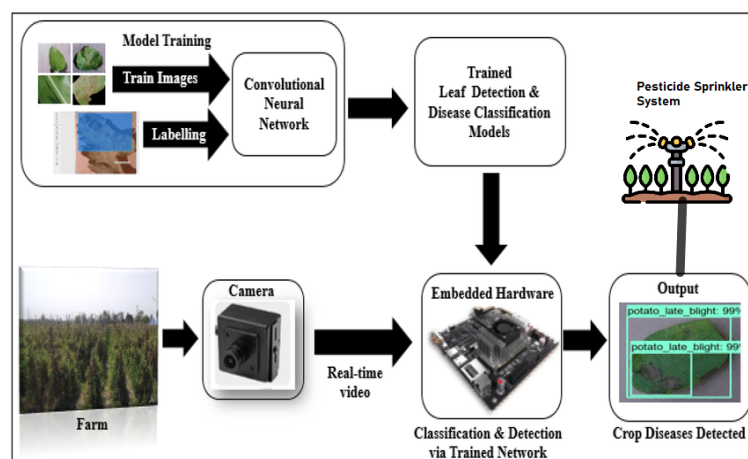 Model Training
Train Images
Labelling
Convolutional
Neural
Network
Trained
Leaf Detection &
Disease Classification
Models
Pesticide Sprinkler
System
Farm
Camera
Real-time
video
Embedded Hardware
Classification & Detection
via Trained Network
Output
potato_late_blight: 99%
potato_late_blight: 99%
Crop Diseases Detected